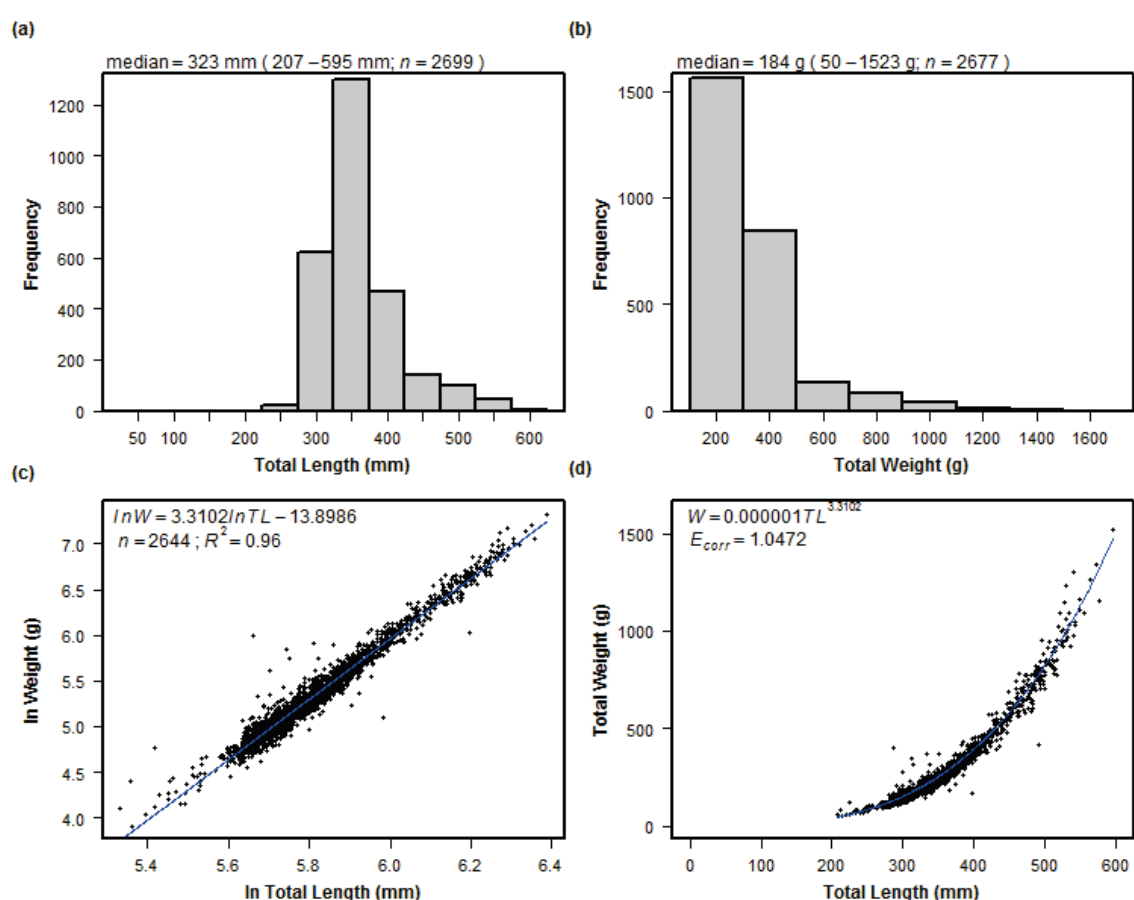 (a)
median = 323 mm ( 207 – 595 mm; n = 2699 )
Frequency
1200
1000
800
600
400
200
0
50 100 200 300 400 500 600
Total Length (mm)
(b)
median = 184 g ( 50 – 1523 g; n = 2677 )
Frequency
1500
1000
500
0
200 400 600 800 1000 1200 1400 1600
Total Weight (g)
(c)
lnW = 3.3102lnTL – 13.8986
n = 2644 ; R² = 0.96
ln Weight (g)
7.0
6.5
6.0
5.5
5.0
4.5
4.0
5.4 5.6 5.8 6.0 6.2 6.4
ln Total Length (mm)
(d)
W = 0.000001TL^3.3102
E_corr = 1.0472
Total Weight (g)
1500
1000
500
0
0 100 200 300 400 500 600
Total Length (mm)